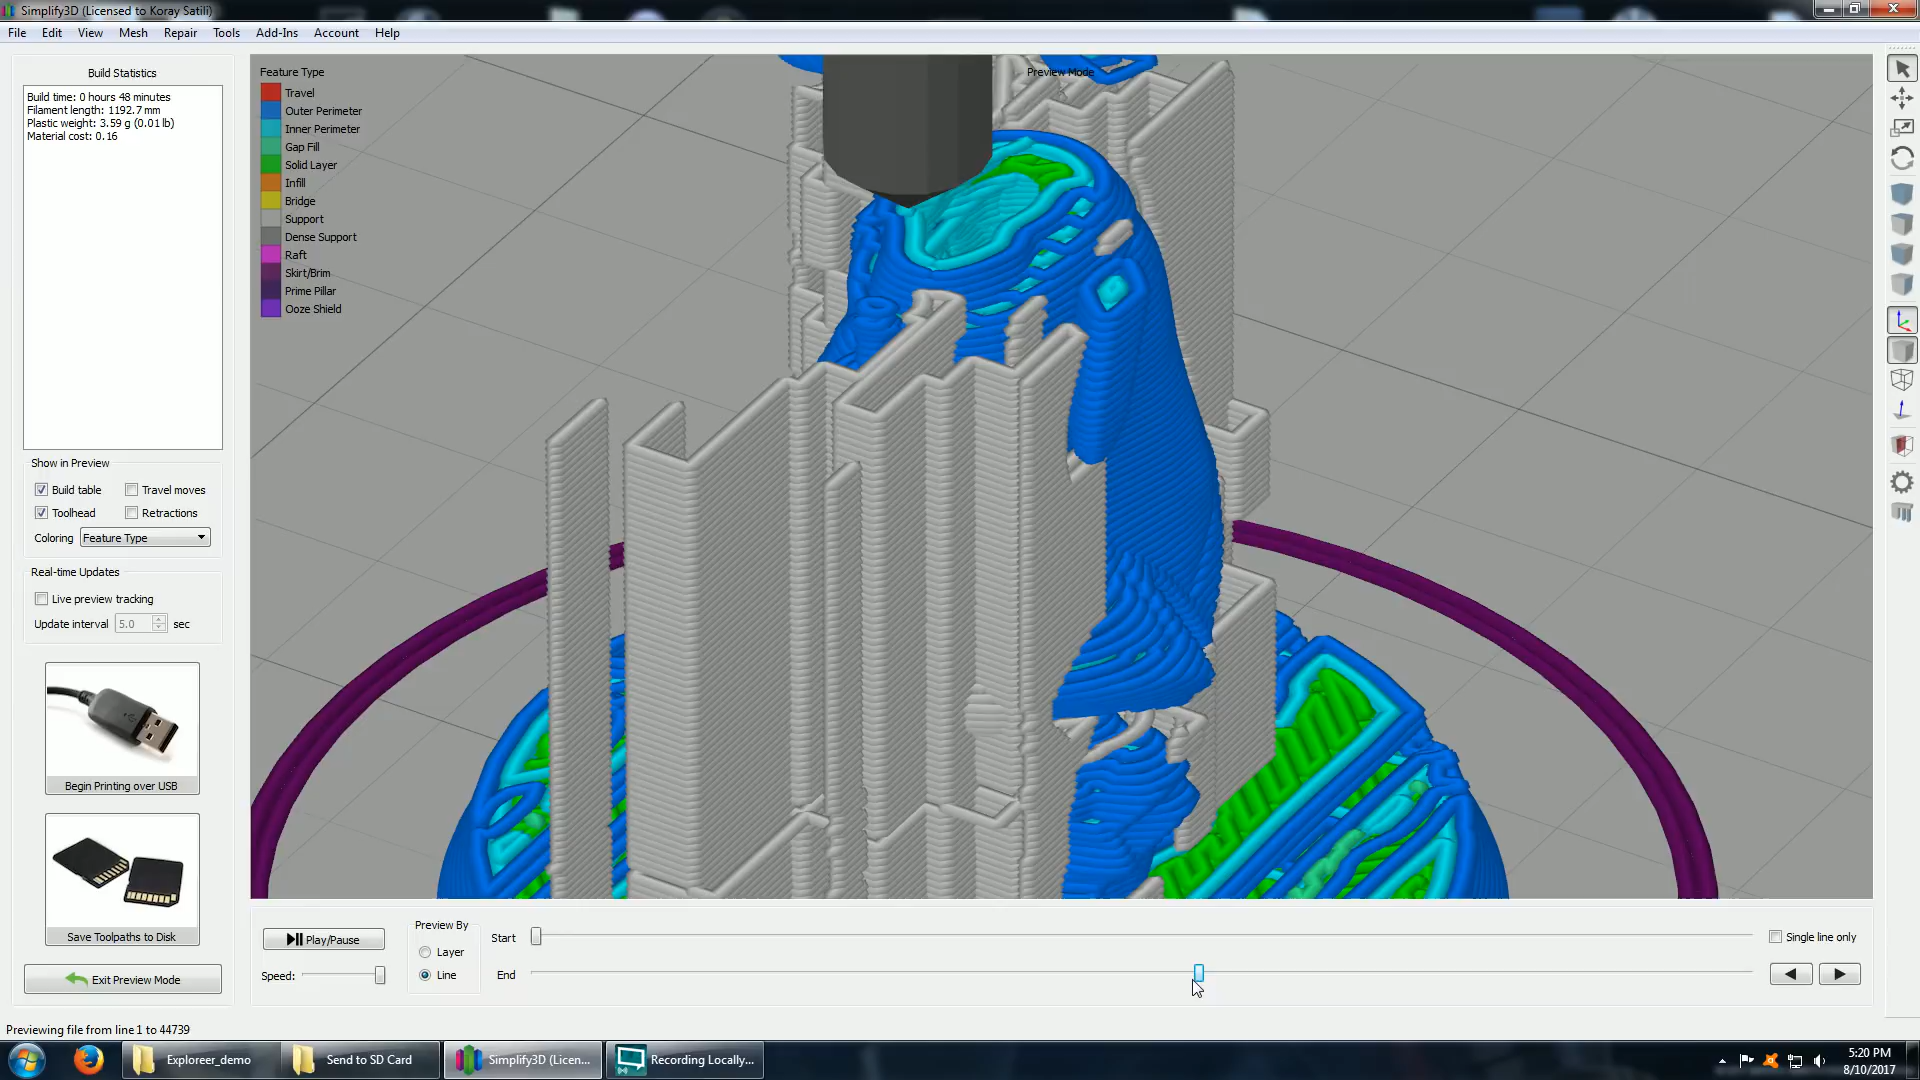 Simplify3D (Licensed to Koray Satili)
File Edit View Mesh Repair Tools Add-Ins Account Help
Build Statistics
Build time: 0 hours 48 minutes
Filament length: 1192.7 mm
Plastic weight: 3.59 g (0.01 lb)
Material cost: 0.16
Show in Preview
Build table Travel moves
Toolhead Retractions
Coloring Feature Type
Real-time Updates
Live preview tracking
Update interval 5.0 sec
Begin Printing over USB
Save Toolpaths to Disk
Exit Preview Mode
Feature Type
Travel
Outer Perimeter
Inner Perimeter
Gap Fill
Solid Layer
Infill
Bridge
Support
Dense Support
Raft
Skirt/Brim
Prime Pillar
Ooze Shield
Preview Mode
Play/Pause
Speed:
Preview By
Layer
Line
Start
End
Single line only
Previewing file from line 1 to 44739
Exploreer_demo
Send to SD Card
Simplify3D (Licen...
Recording Locally...
5:20 PM
8/10/2017